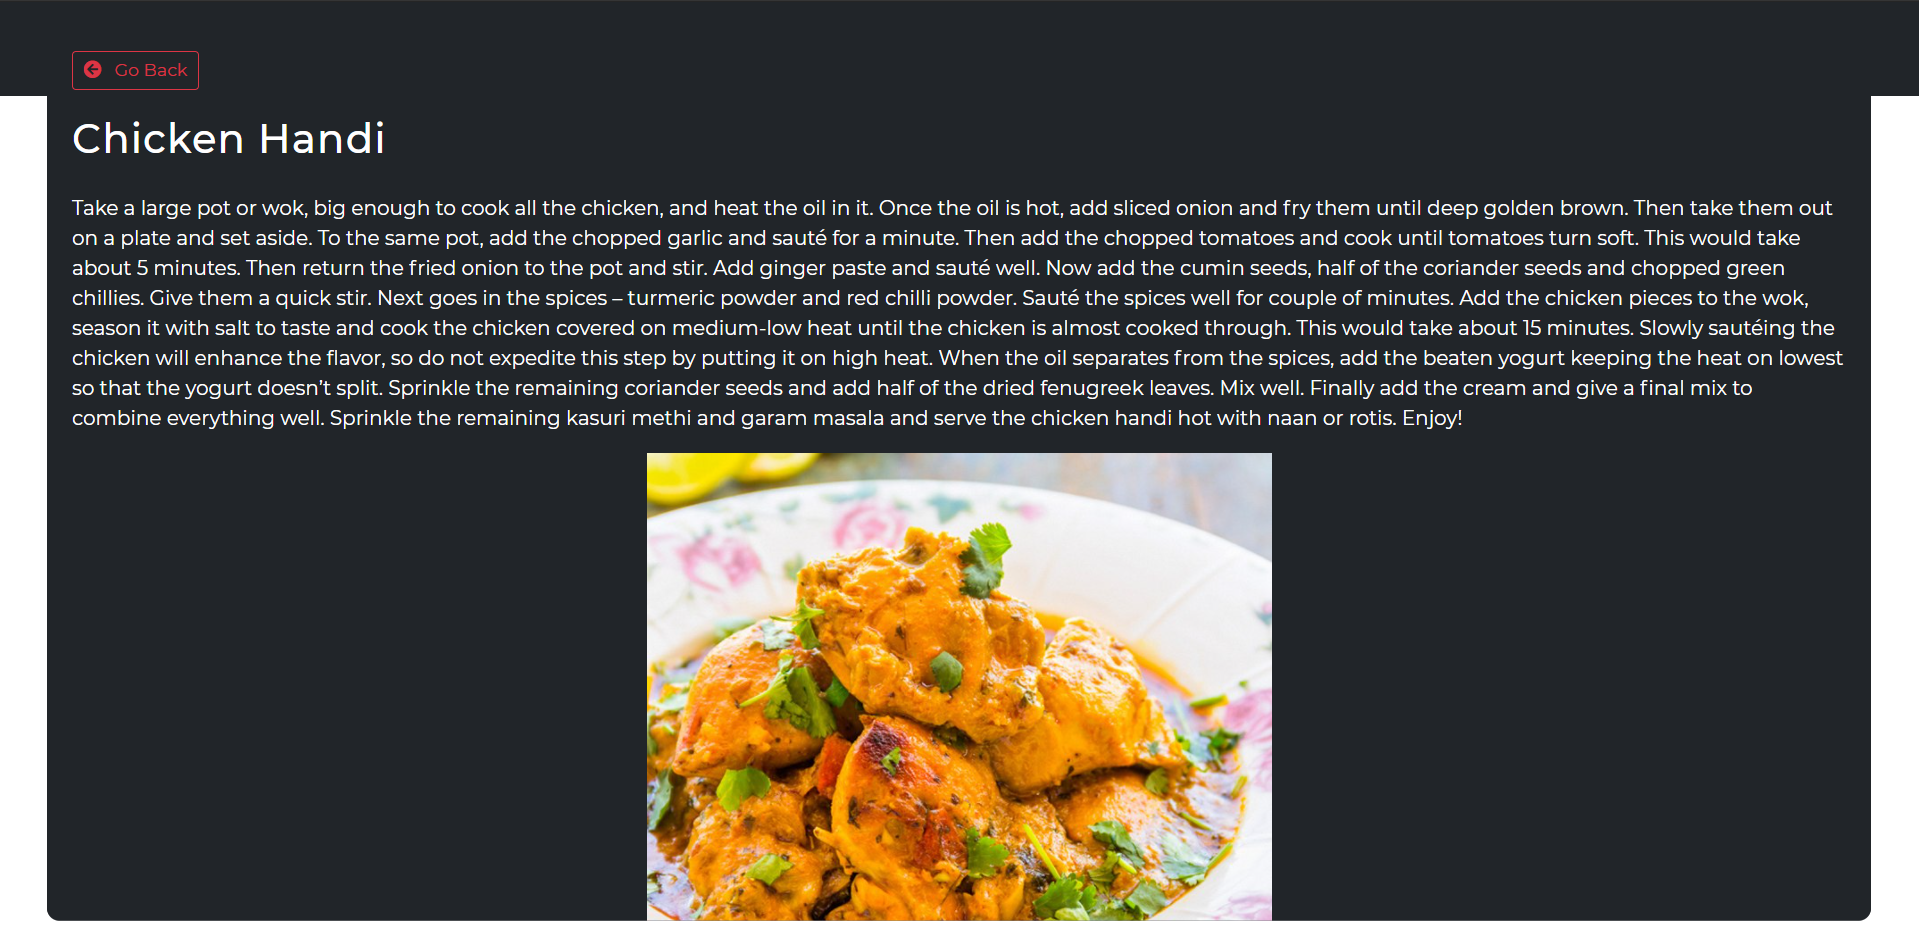 Go Back
Chicken Handi
Take a large pot or wok, big enough to cook all the chicken, and heat the oil in it. Once the oil is hot, add sliced onion and fry them until deep golden brown. Then take them out
on a plate and set aside. To the same pot, add the chopped garlic and sauté for a minute. Then add the chopped tomatoes and cook until tomatoes turn soft. This would take
about 5 minutes. Then return the fried onion to the pot and stir. Add ginger paste and sauté well. Now add the cumin seeds, half of the coriander seeds and chopped green
chillies. Give them a quick stir. Next goes in the spices – turmeric powder and red chilli powder. Sauté the spices well for couple of minutes. Add the chicken pieces to the wok,
season it with salt to taste and cook the chicken covered on medium-low heat until the chicken is almost cooked through. This would take about 15 minutes. Slowly sautéing the
chicken will enhance the flavor, so do not expedite this step by putting it on high heat. When the oil separates from the spices, add the beaten yogurt keeping the heat on lowest
so that the yogurt doesn’t split. Sprinkle the remaining coriander seeds and add half of the dried fenugreek leaves. Mix well. Finally add the cream and give a final mix to
combine everything well. Sprinkle the remaining kasuri methi and garam masala and serve the chicken handi hot with naan or rotis. Enjoy!